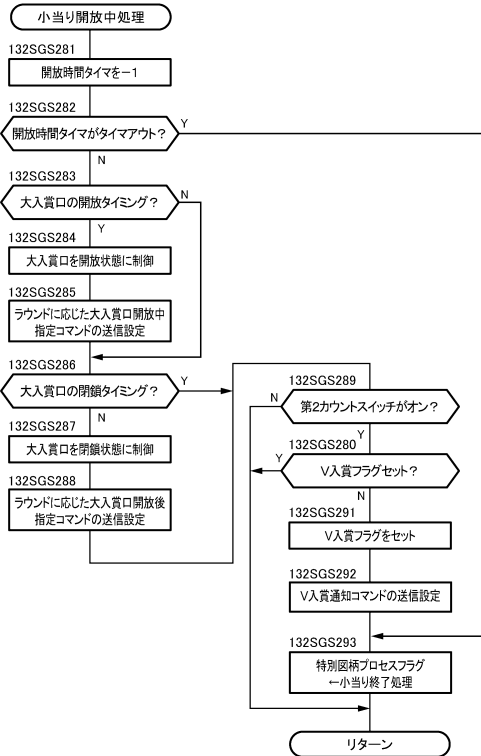 小当り開放中処理
132SGS281
開放時間タイマを－1
132SGS282
開放時間タイマがタイマアウト？
Y
N
132SGS283
大入賞口の開放タイミング？
N
Y
132SGS284
大入賞口を開放状態に制御
132SGS285
ラウンドに応じた大入賞口開放中
指定コマンドの送信設定
132SGS286
大入賞口の閉鎖タイミング？
Y
N
132SGS287
大入賞口を閉鎖状態に制御
132SGS288
ラウンドに応じた大入賞口開放後
指定コマンドの送信設定
132SGS289
第2カウントスイッチがオン？
N
Y
132SGS280
V入賞フラグセット？
Y
N
132SGS291
V入賞フラグをセット
132SGS292
V入賞通知コマンドの送信設定
132SGS293
特別図柄プロセスフラグ
←小当り終了処理
リターン